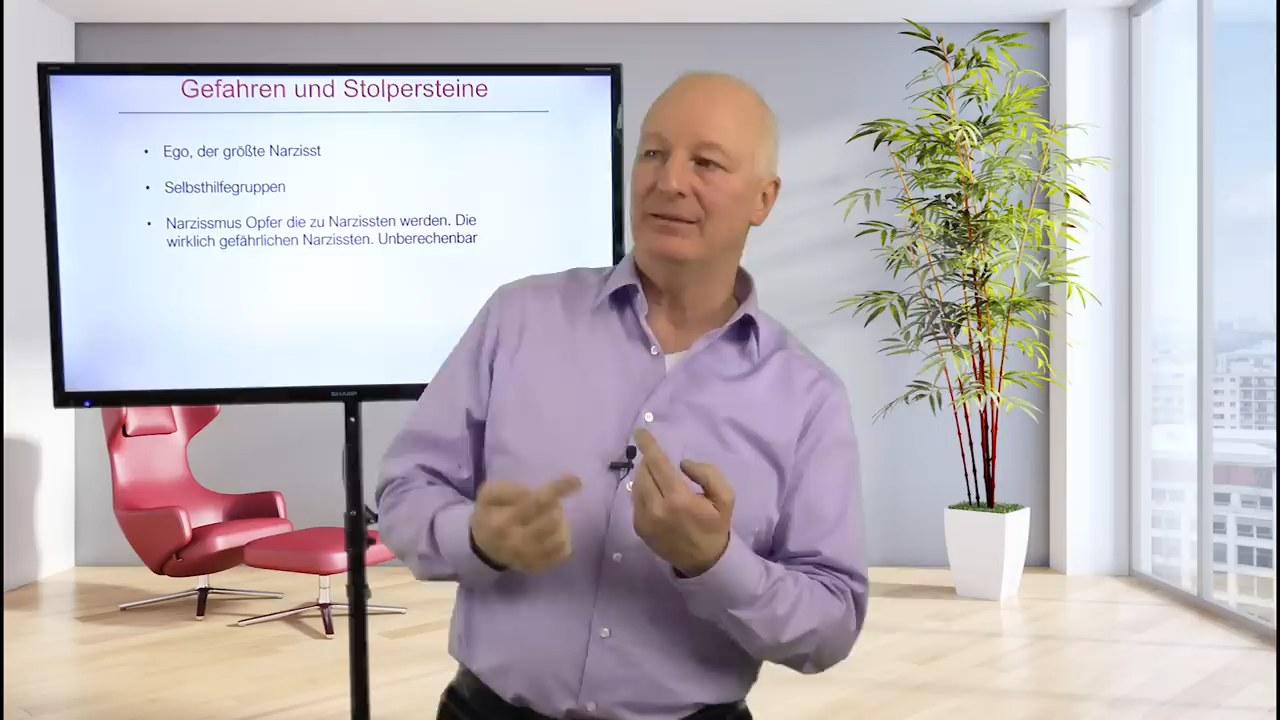 Gefahren und Stolpersteine
• Ego, der größte Narzisst
• Selbsthilfegruppen
• Narzissmus Opfer die zu Narzissten werden. Die
wirklich gefährlichen Narzissten. Unberechenbar
SHARP